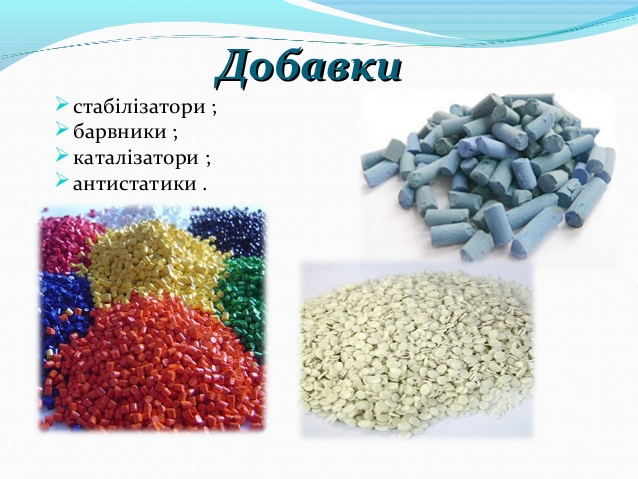 Добавки
стабілізатори ;
барвники ;
каталізатори ;
антистатики .